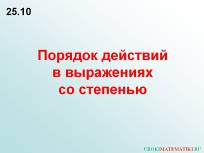 25.10
Порядок действий
в выражениях
со степенью
UROKIMATEMATIKI.RU